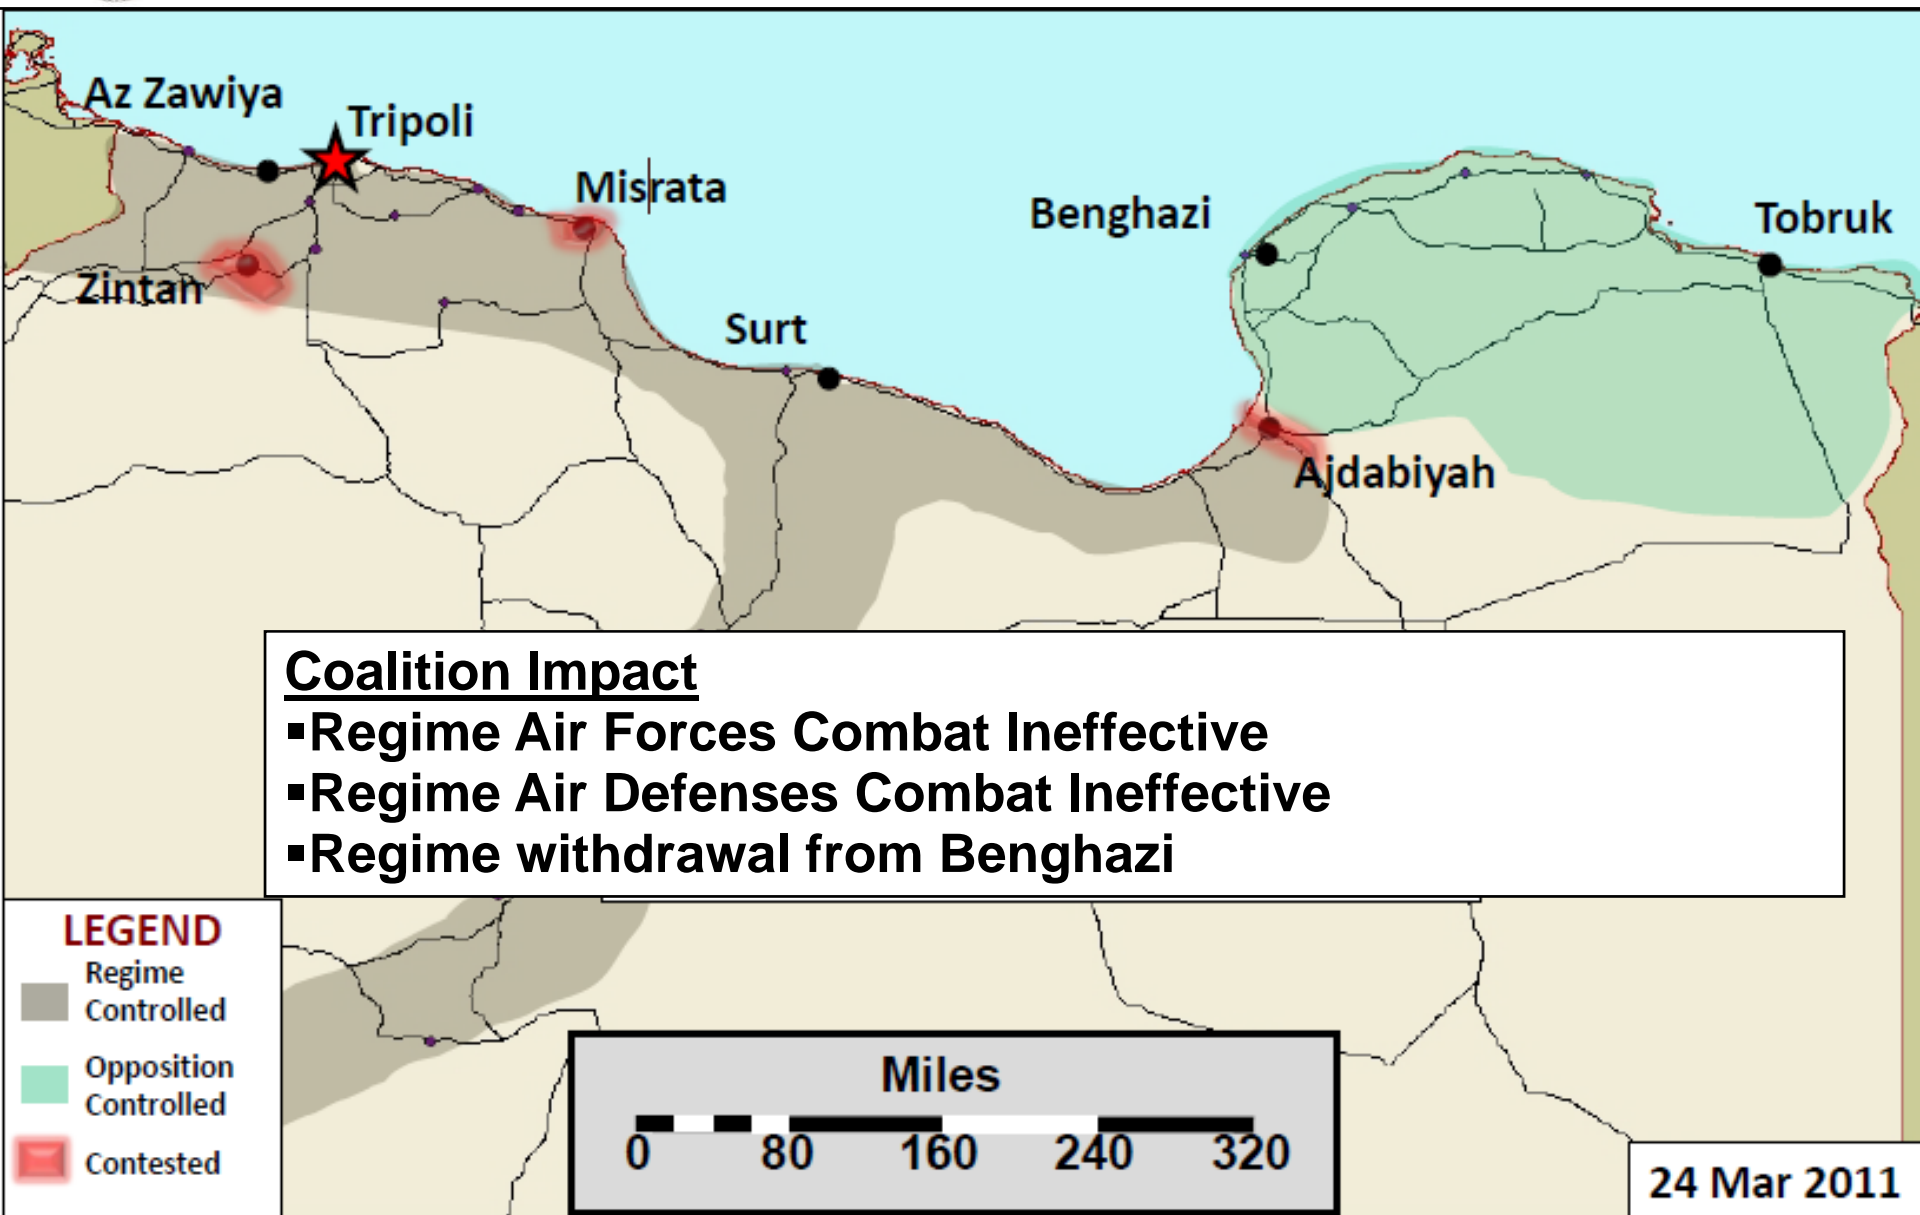 Az Zawiya
Tripoli
Misrata
Benghazi
Tobruk
Zintan
Surt
Ajdabiyah
Coalition Impact
▪Regime Air Forces Combat Ineffective
▪Regime Air Defenses Combat Ineffective
▪Regime withdrawal from Benghazi
LEGEND
Regime
Controlled
Opposition
Controlled
Contested
Miles
0 80 160 240 320
24 Mar 2011